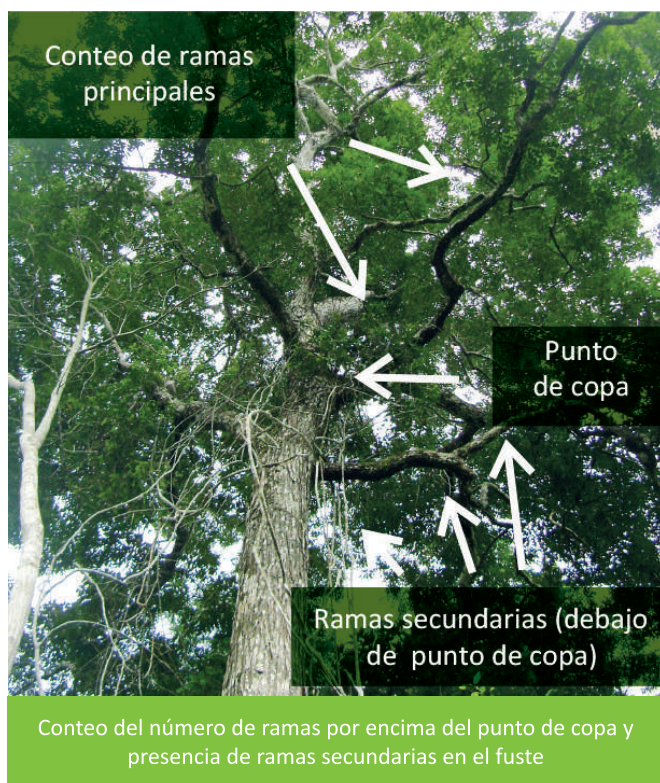 Conteo de ramas
principales
Punto
de copa
Ramas secundarias (debajo
de punto de copa)
Conteo del número de ramas por encima del punto de copa y
presencia de ramas secundarias en el fuste